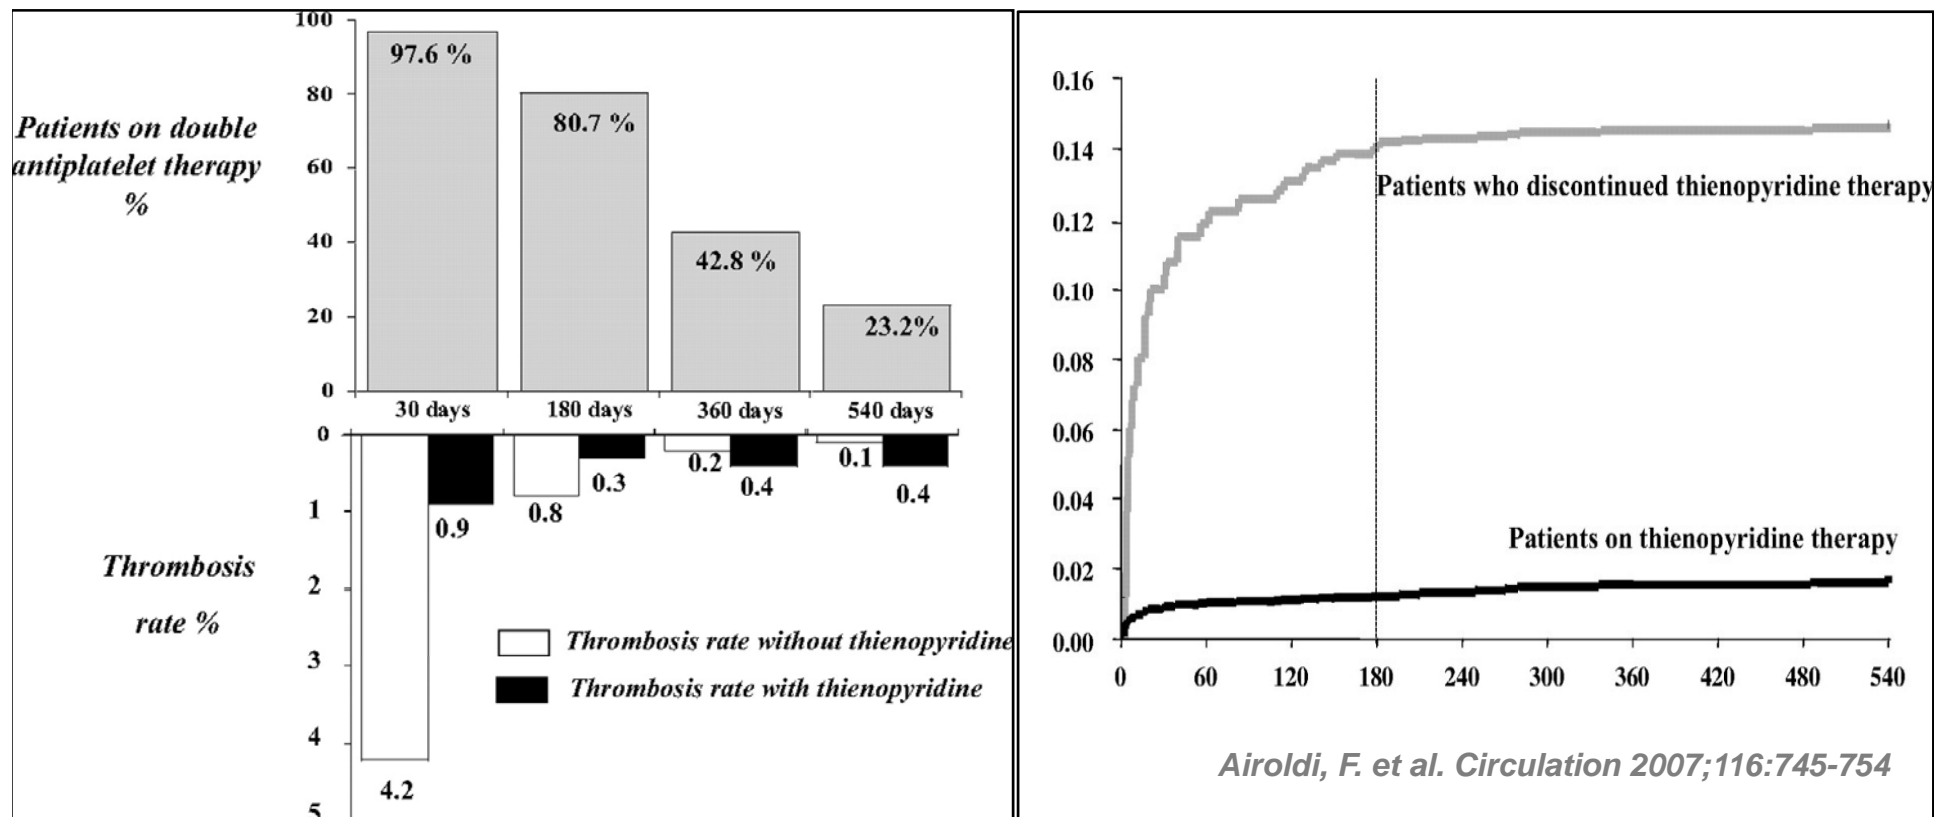 100
80
60
40
20
0
Patients on double
antiplatelet therapy
%
97.6 %
80.7 %
42.8 %
23.2%
30 days
180 days
360 days
540 days
0
1
2
3
4
5
Thrombosis
rate %
4.2
0.9
0.8
0.3
0.2
0.4
0.1
0.4
Thrombosis rate without thienopyridine
Thrombosis rate with thienopyridine
0.16
0.14
0.12
0.10
0.08
0.06
0.04
0.02
0.00
Patients who discontinued thienopyridine therapy
Patients on thienopyridine therapy
0 60 120 180 240 300 360 420 480 540
Airoldi, F. et al. Circulation 2007;116:745-754